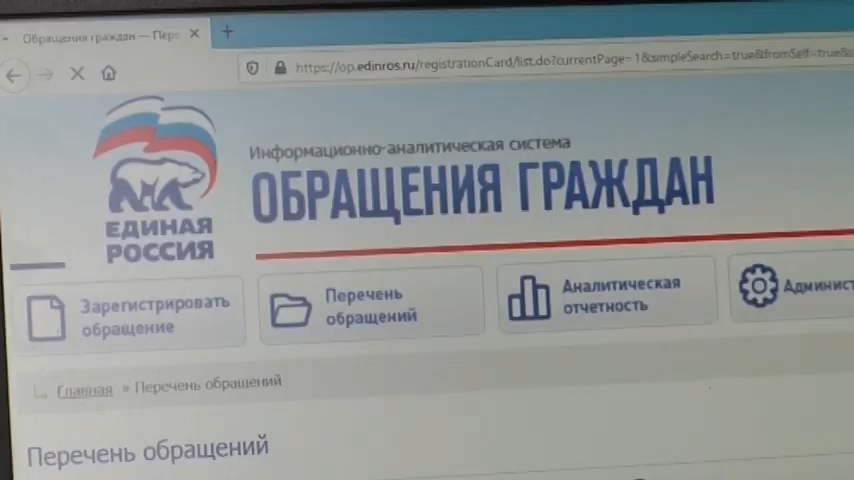 Обращения граждан — Пере
https://op.edinros.ru/registrationCard/list.do?currentPage=1&simpleSearch=true&fromSelf=true&
Информационно-аналитическая система
ОБРАЩЕНИЯ ГРАЖДАН
ЕДИНАЯ
РОССИЯ
Зарегистрировать
обращение
Перечень
обращений
Аналитическая
отчетность
Админист
Главная » Перечень обращений
Перечень обращений